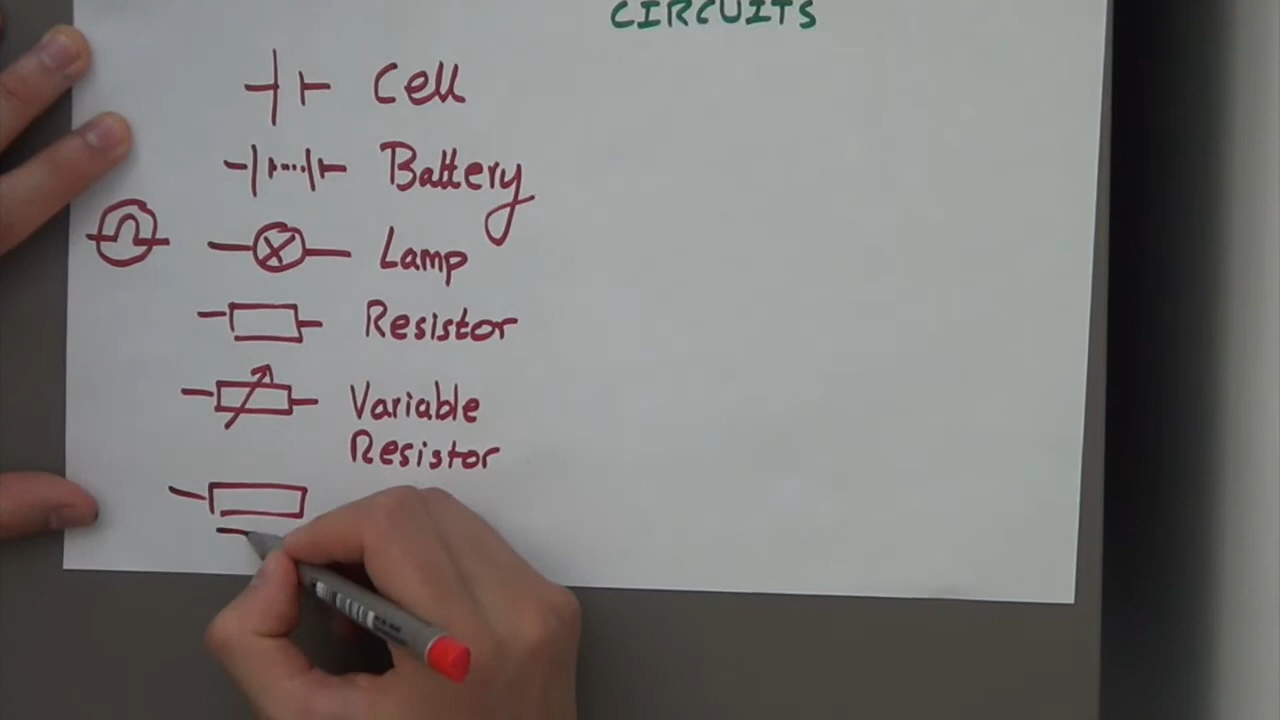 CIRCUITS
Cell
Battery
Lamp
Resistor
Variable
Resistor